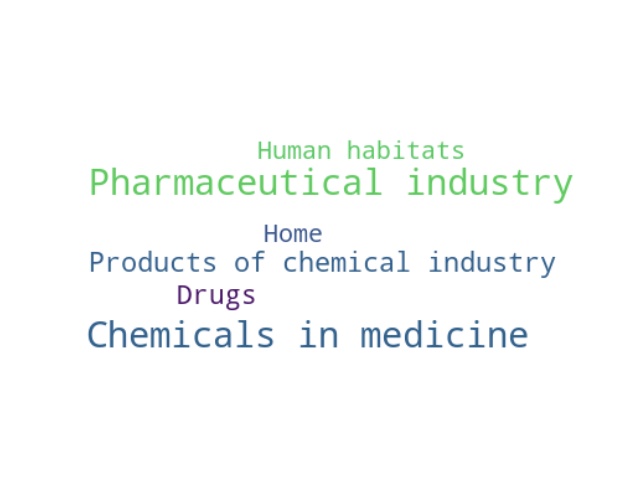 Human habitats
Pharmaceutical industry
Home
Products of chemical industry
Drugs
Chemicals in medicine